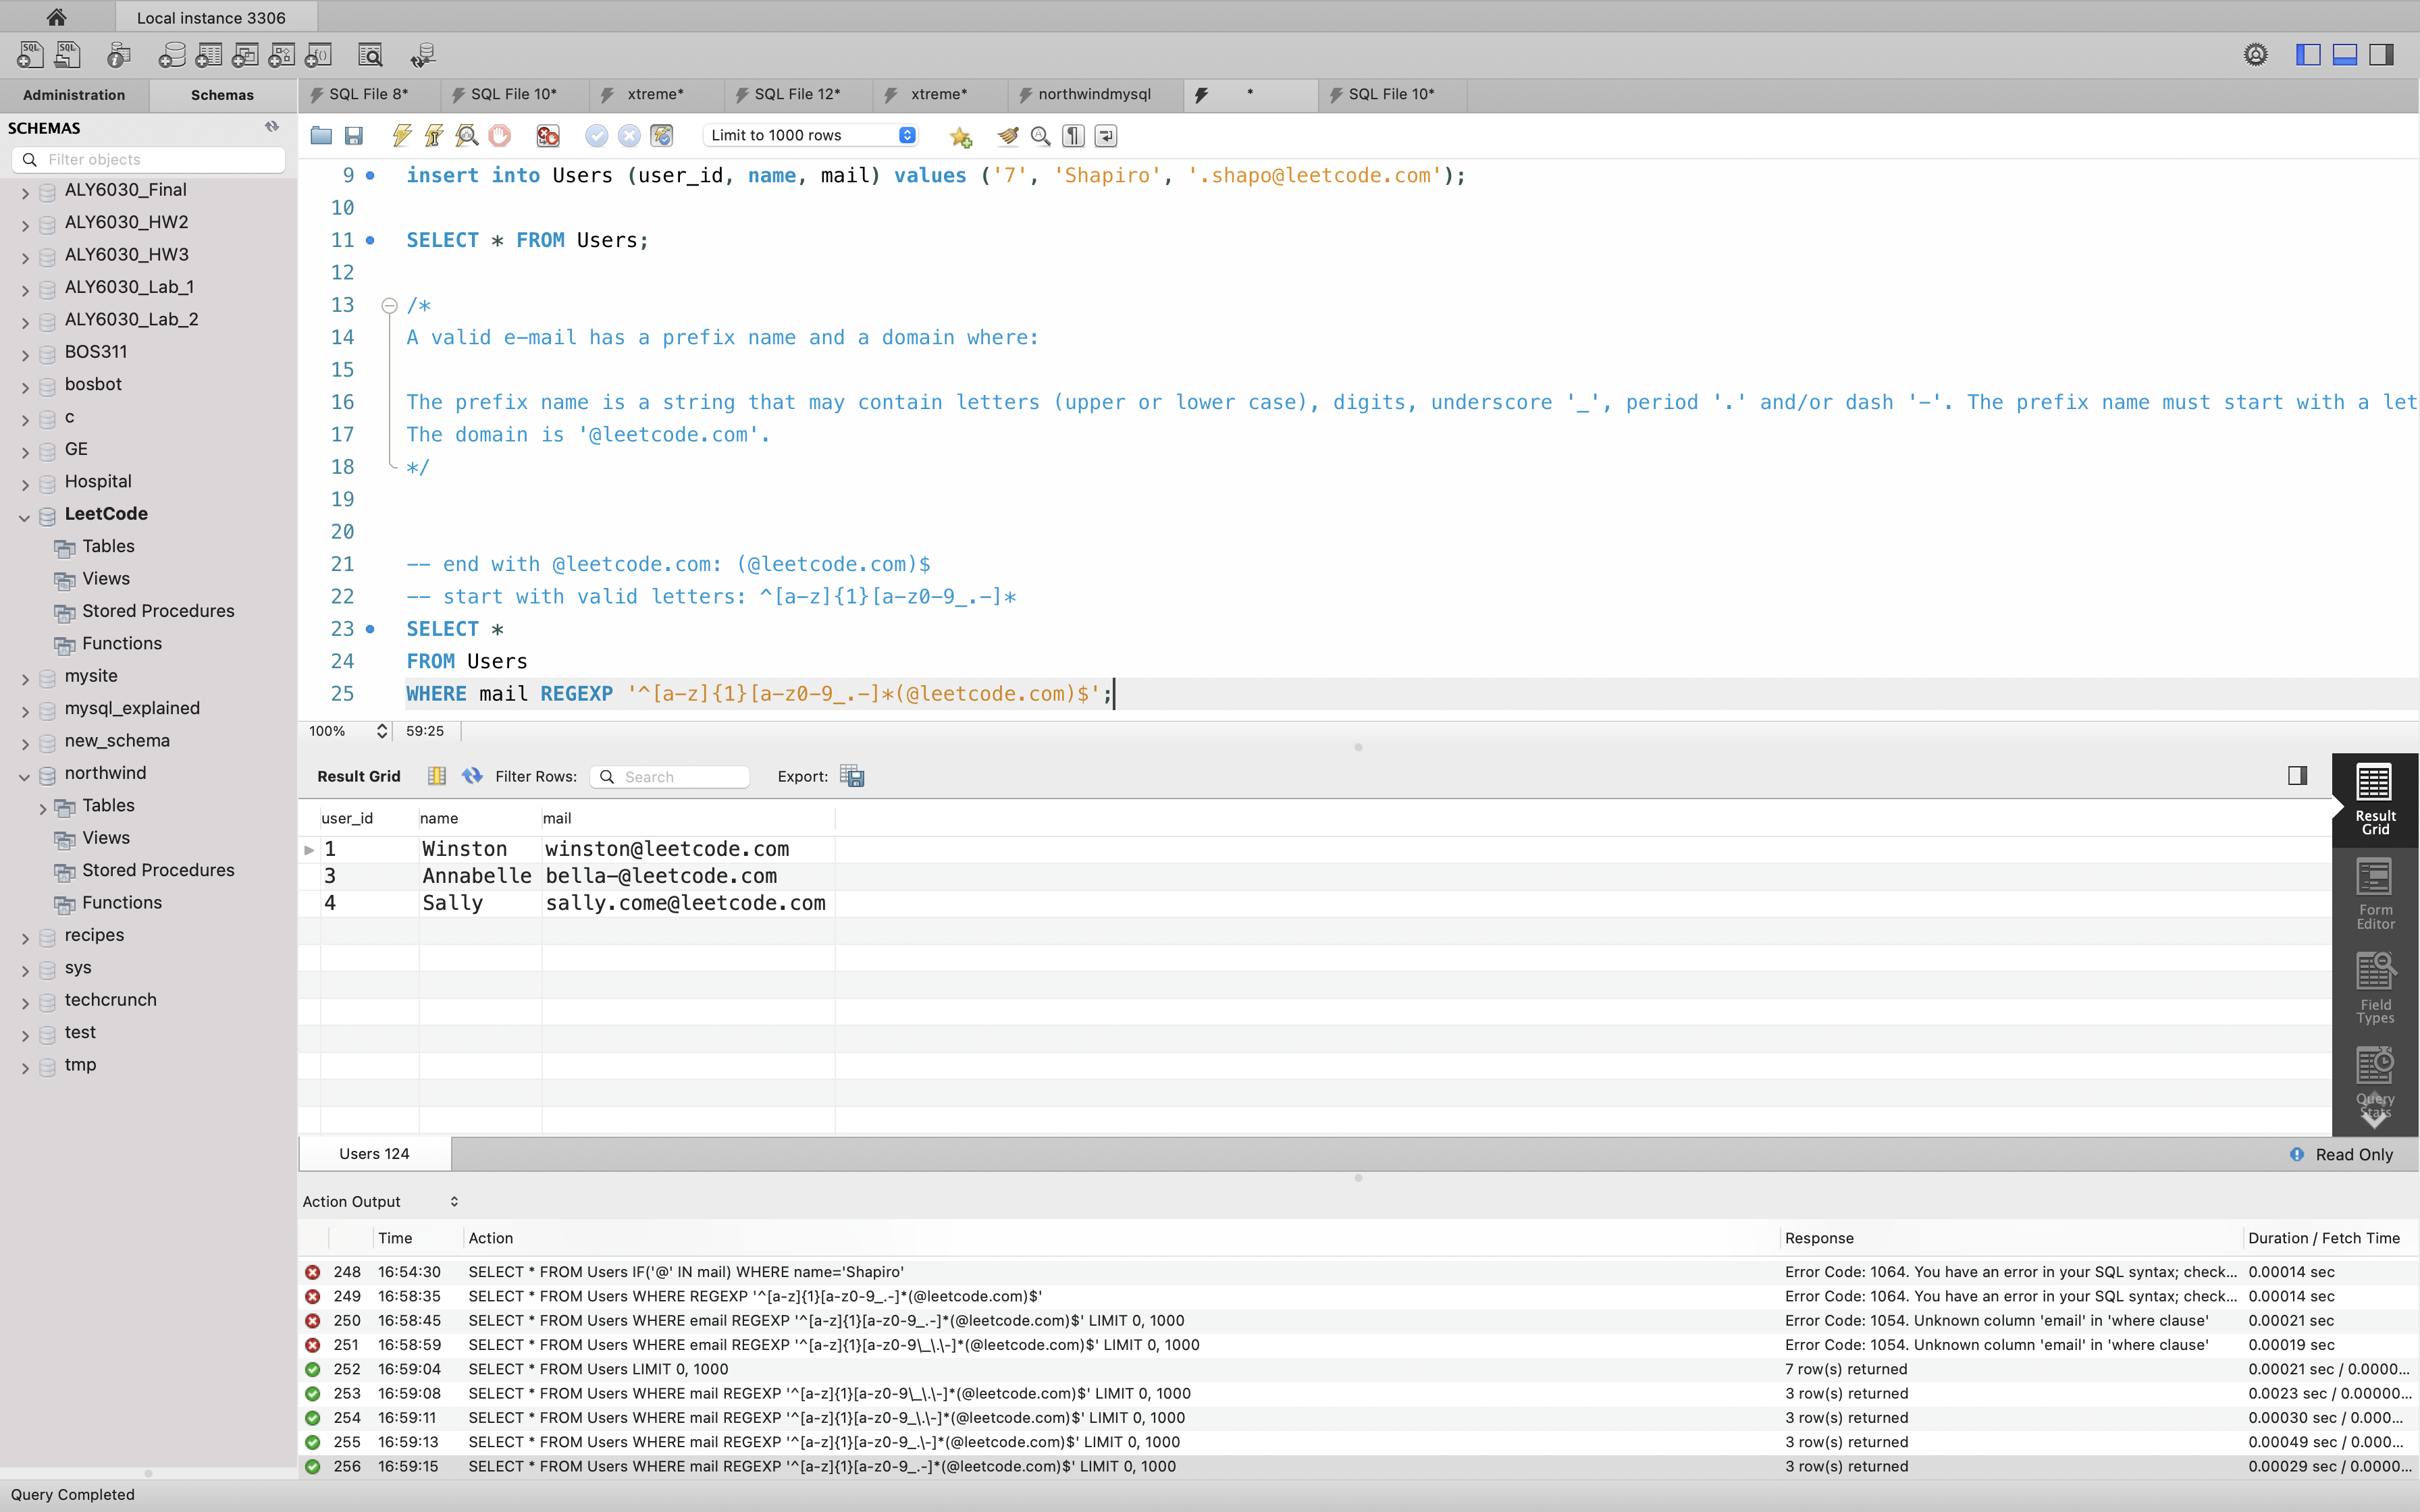 Local instance 3306
Administration
Schemas
SQL File 8*
SQL File 10*
xtreme*
SQL File 12*
xtreme*
northwindmysql
*
SQL File 10*
SCHEMAS
Filter objects
ALY6030_Final
ALY6030_HW2
ALY6030_HW3
ALY6030_Lab_1
ALY6030_Lab_2
BOS311
bosbot
c
GE
Hospital
LeetCode
Tables
Views
Stored Procedures
Functions
mysite
mysql_explained
new_schema
northwind
Tables
Views
Stored Procedures
Functions
recipes
sys
techcrunch
test
tmp
Limit to 1000 rows
9 insert into Users (user_id, name, mail) values ('7', 'Shapiro', '.shapo@leetcode.com');
10
11 SELECT * FROM Users;
12
13 /*
14 A valid e-mail has a prefix name and a domain where:
15
16 The prefix name is a string that may contain letters (upper or lower case), digits, underscore '_', period '.' and/or dash '-'. The prefix name must start with a let
17 The domain is '@leetcode.com'.
18 */
19
20
21 -- end with @leetcode.com: (@leetcode.com)$
22 -- start with valid letters: ^[a-z]{1}[a-z0-9_.-]*
23 SELECT *
24 FROM Users
25 WHERE mail REGEXP '^[a-z]{1}[a-z0-9_.-]*(@leetcode.com)$';
100% 59:25
Result Grid Filter Rows: Search Export:
user_id name mail
1 Winston winston@leetcode.com
3 Annabelle bella-@leetcode.com
4 Sally sally.come@leetcode.com
Result
Grid
Form
Editor
Field
Types
Query
Stats
Users 124
Read Only
Action Output
Time Action Response Duration / Fetch Time
248 16:54:30 SELECT * FROM Users IF('@' IN mail) WHERE name='Shapiro' Error Code: 1064. You have an error in your SQL syntax; check... 0.00014 sec
249 16:58:35 SELECT * FROM Users WHERE REGEXP '^[a-z]{1}[a-z0-9_.-]*(@leetcode.com)$' Error Code: 1064. You have an error in your SQL syntax; check... 0.00014 sec
250 16:58:45 SELECT * FROM Users WHERE email REGEXP '^[a-z]{1}[a-z0-9_.-]*(@leetcode.com)$' LIMIT 0, 1000 Error Code: 1054. Unknown column 'email' in 'where clause' 0.00021 sec
251 16:58:59 SELECT * FROM Users WHERE email REGEXP '^[a-z]{1}[a-z0-9\_\.\-]*(@leetcode.com)$' LIMIT 0, 1000 Error Code: 1054. Unknown column 'email' in 'where clause' 0.00019 sec
252 16:59:04 SELECT * FROM Users LIMIT 0, 1000 7 row(s) returned 0.00021 sec / 0.0000...
253 16:59:08 SELECT * FROM Users WHERE mail REGEXP '^[a-z]{1}[a-z0-9\_\.\-]*(@leetcode.com)$' LIMIT 0, 1000 3 row(s) returned 0.0023 sec / 0.00000...
254 16:59:11 SELECT * FROM Users WHERE mail REGEXP '^[a-z]{1}[a-z0-9_\.\-]*(@leetcode.com)$' LIMIT 0, 1000 3 row(s) returned 0.00030 sec / 0.000...
255 16:59:13 SELECT * FROM Users WHERE mail REGEXP '^[a-z]{1}[a-z0-9_.\-]*(@leetcode.com)$' LIMIT 0, 1000 3 row(s) returned 0.00049 sec / 0.000...
256 16:59:15 SELECT * FROM Users WHERE mail REGEXP '^[a-z]{1}[a-z0-9_.-]*(@leetcode.com)$' LIMIT 0, 1000 3 row(s) returned 0.00029 sec / 0.0000...
Query Completed